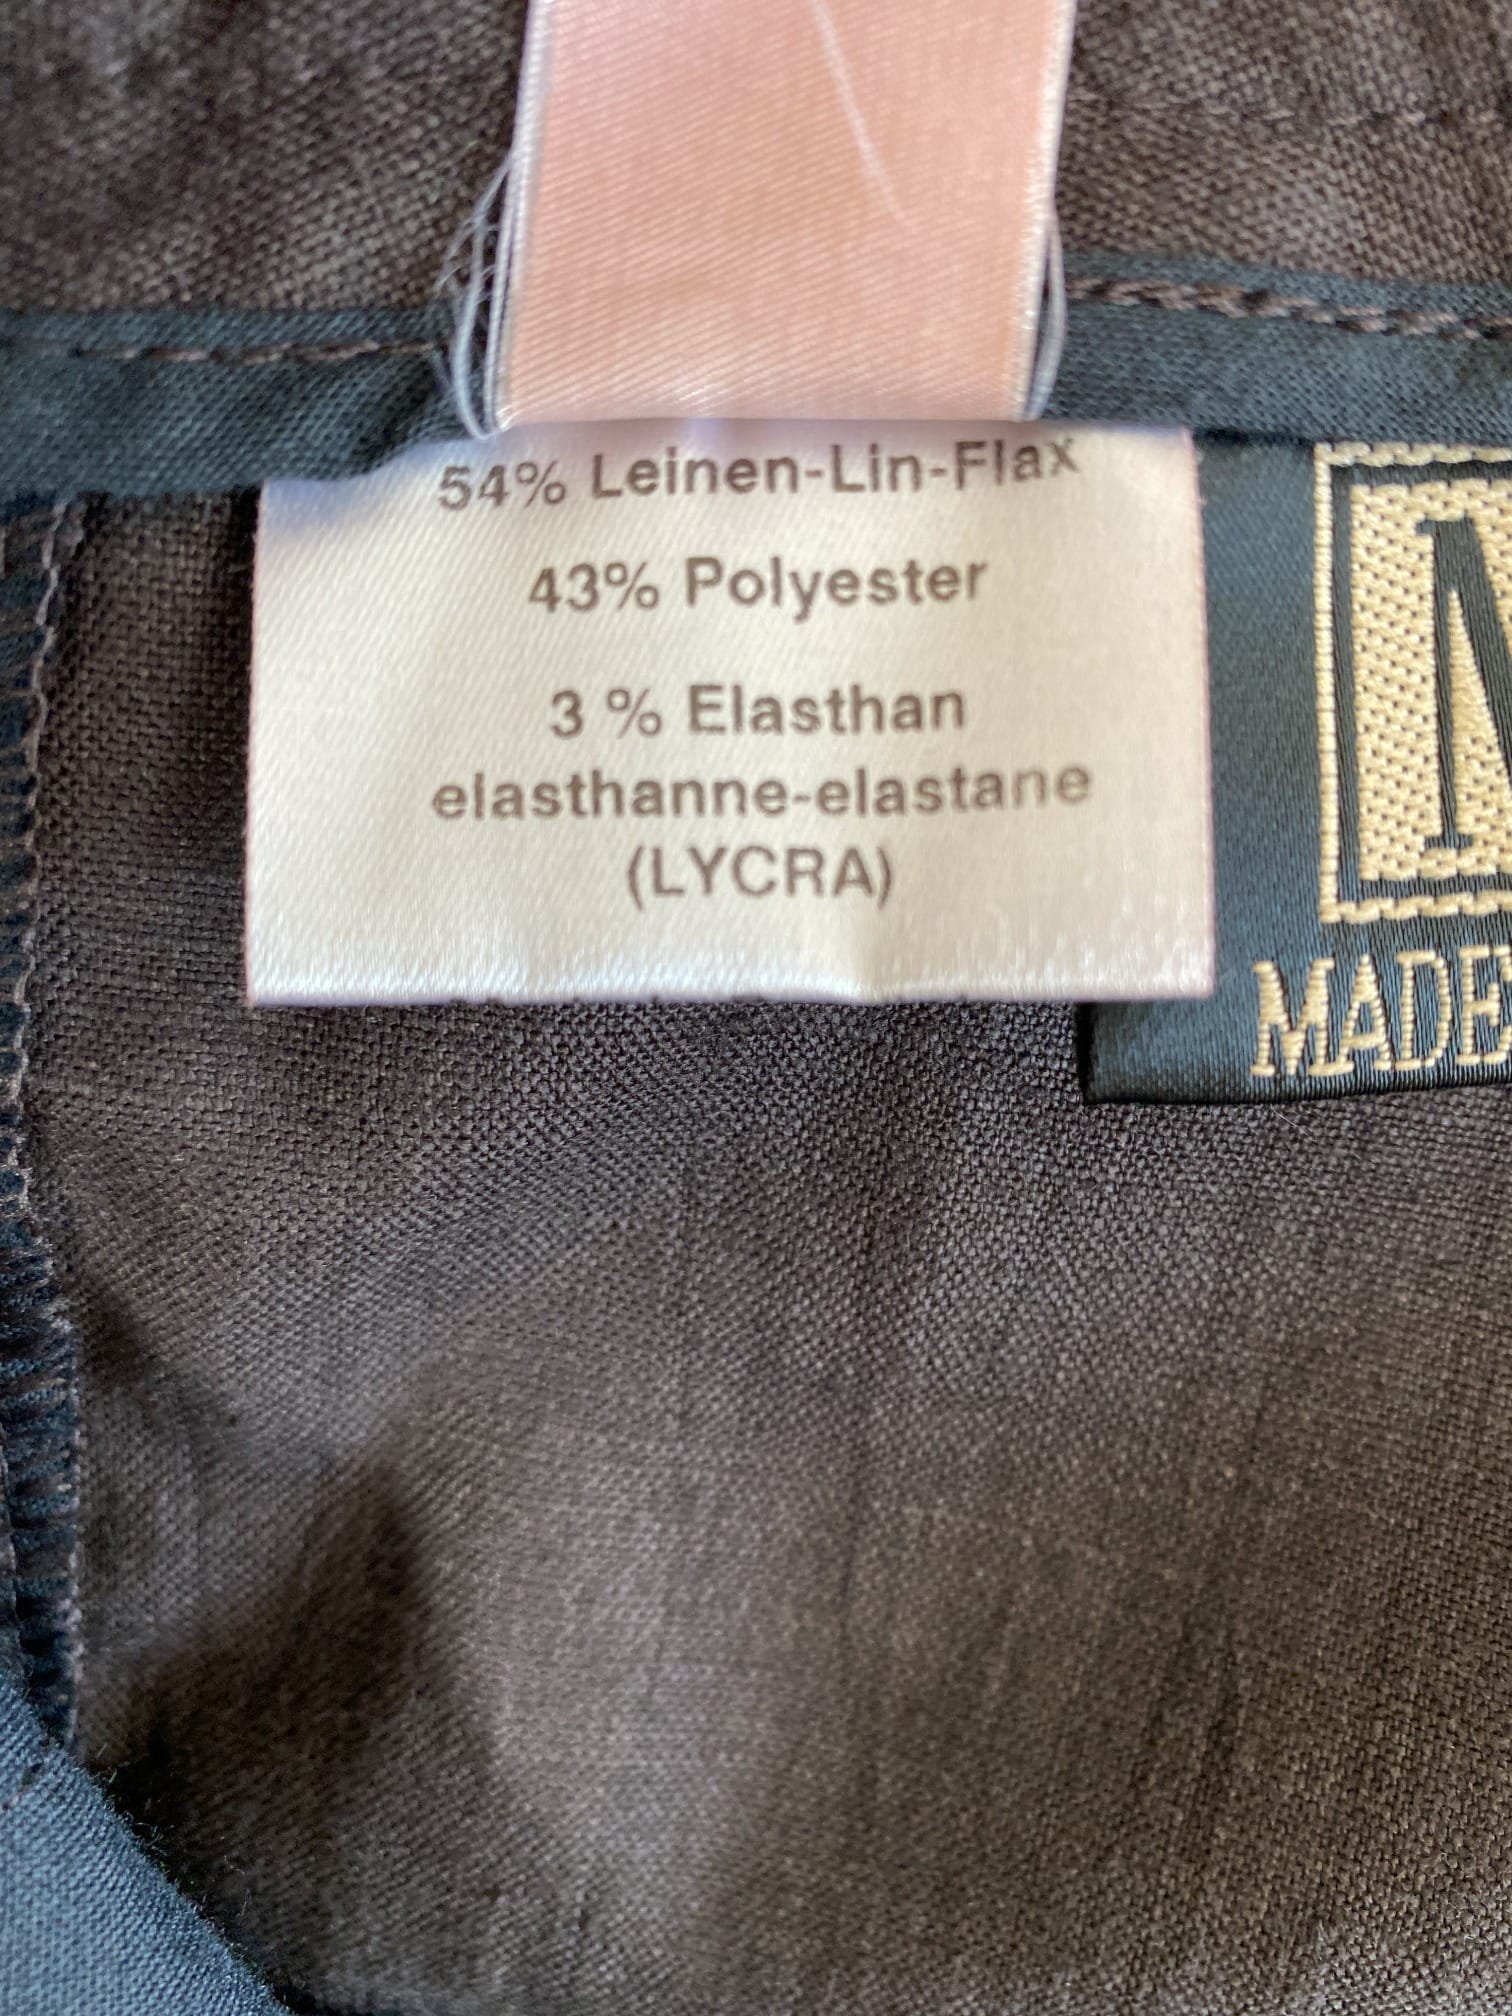 54% Leinen-Lin-Flax
43% Polyester
3 % Elasthan
elasthanne-elastane
(LYCRA)
MADE